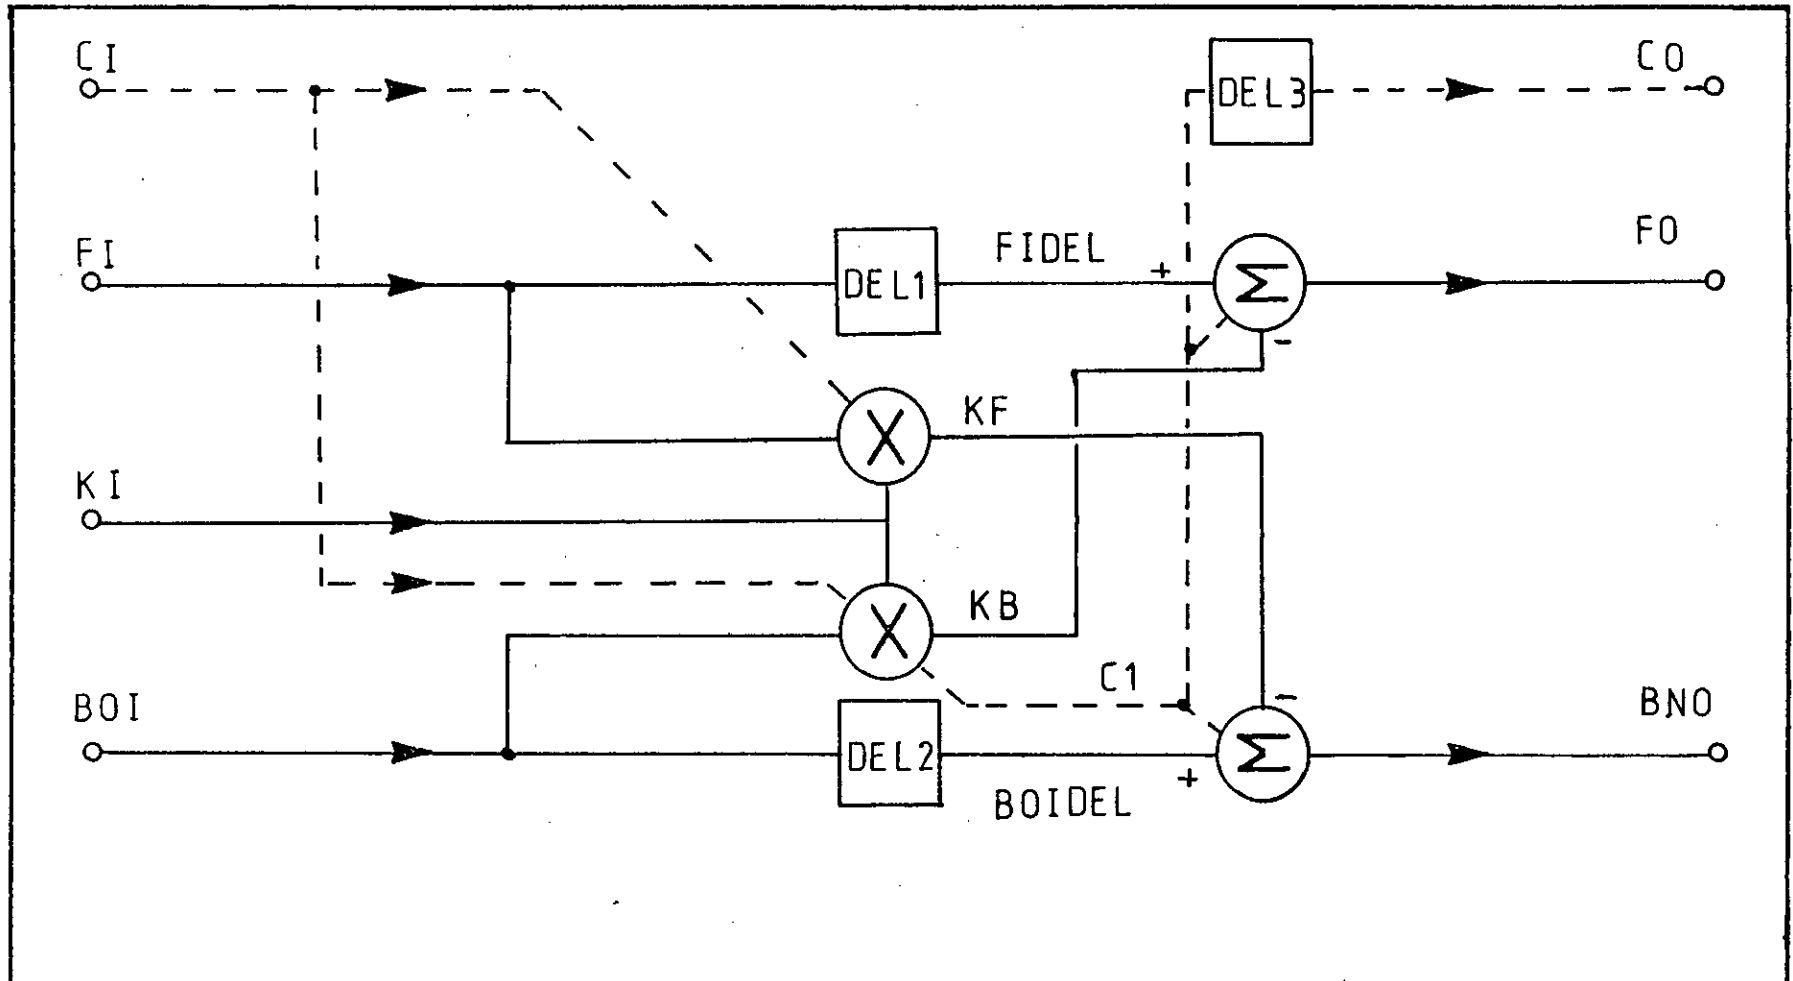 CI
DEL3
CO
FI
DEL1
FIDEL
+
Σ
FO
-
X
KF
KI
X
KB
C1
-
BOI
DEL2
BOIDEL
+
Σ
BNO